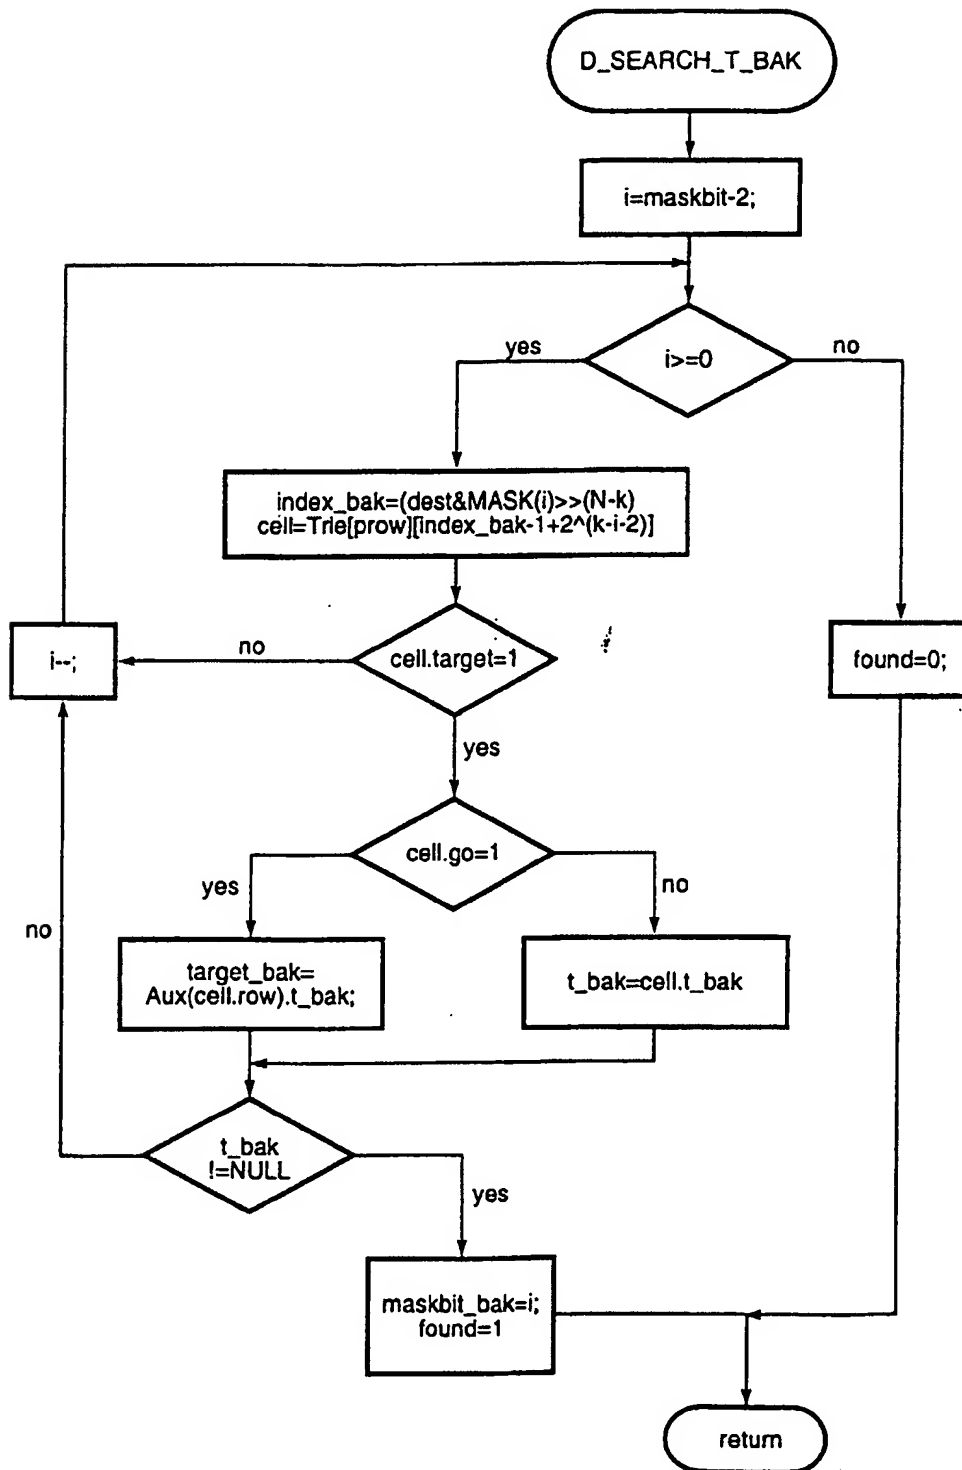 D_SEARCH_T_BAK
i=maskbit-2;
i>=0
yes
no
index_bak=(dest&MASK(i)>>(N-k)
cell=Trie[prow][index_bak-1+2^(k-i-2)]
i--;
no
cell.target=1
found=0;
yes
cell.go=1
yes
no
no
target_bak=
Aux(cell.row).t_bak;
t_bak=cell.t_bak
t_bak
!=NULL
yes
maskbit_bak=i;
found=1
return